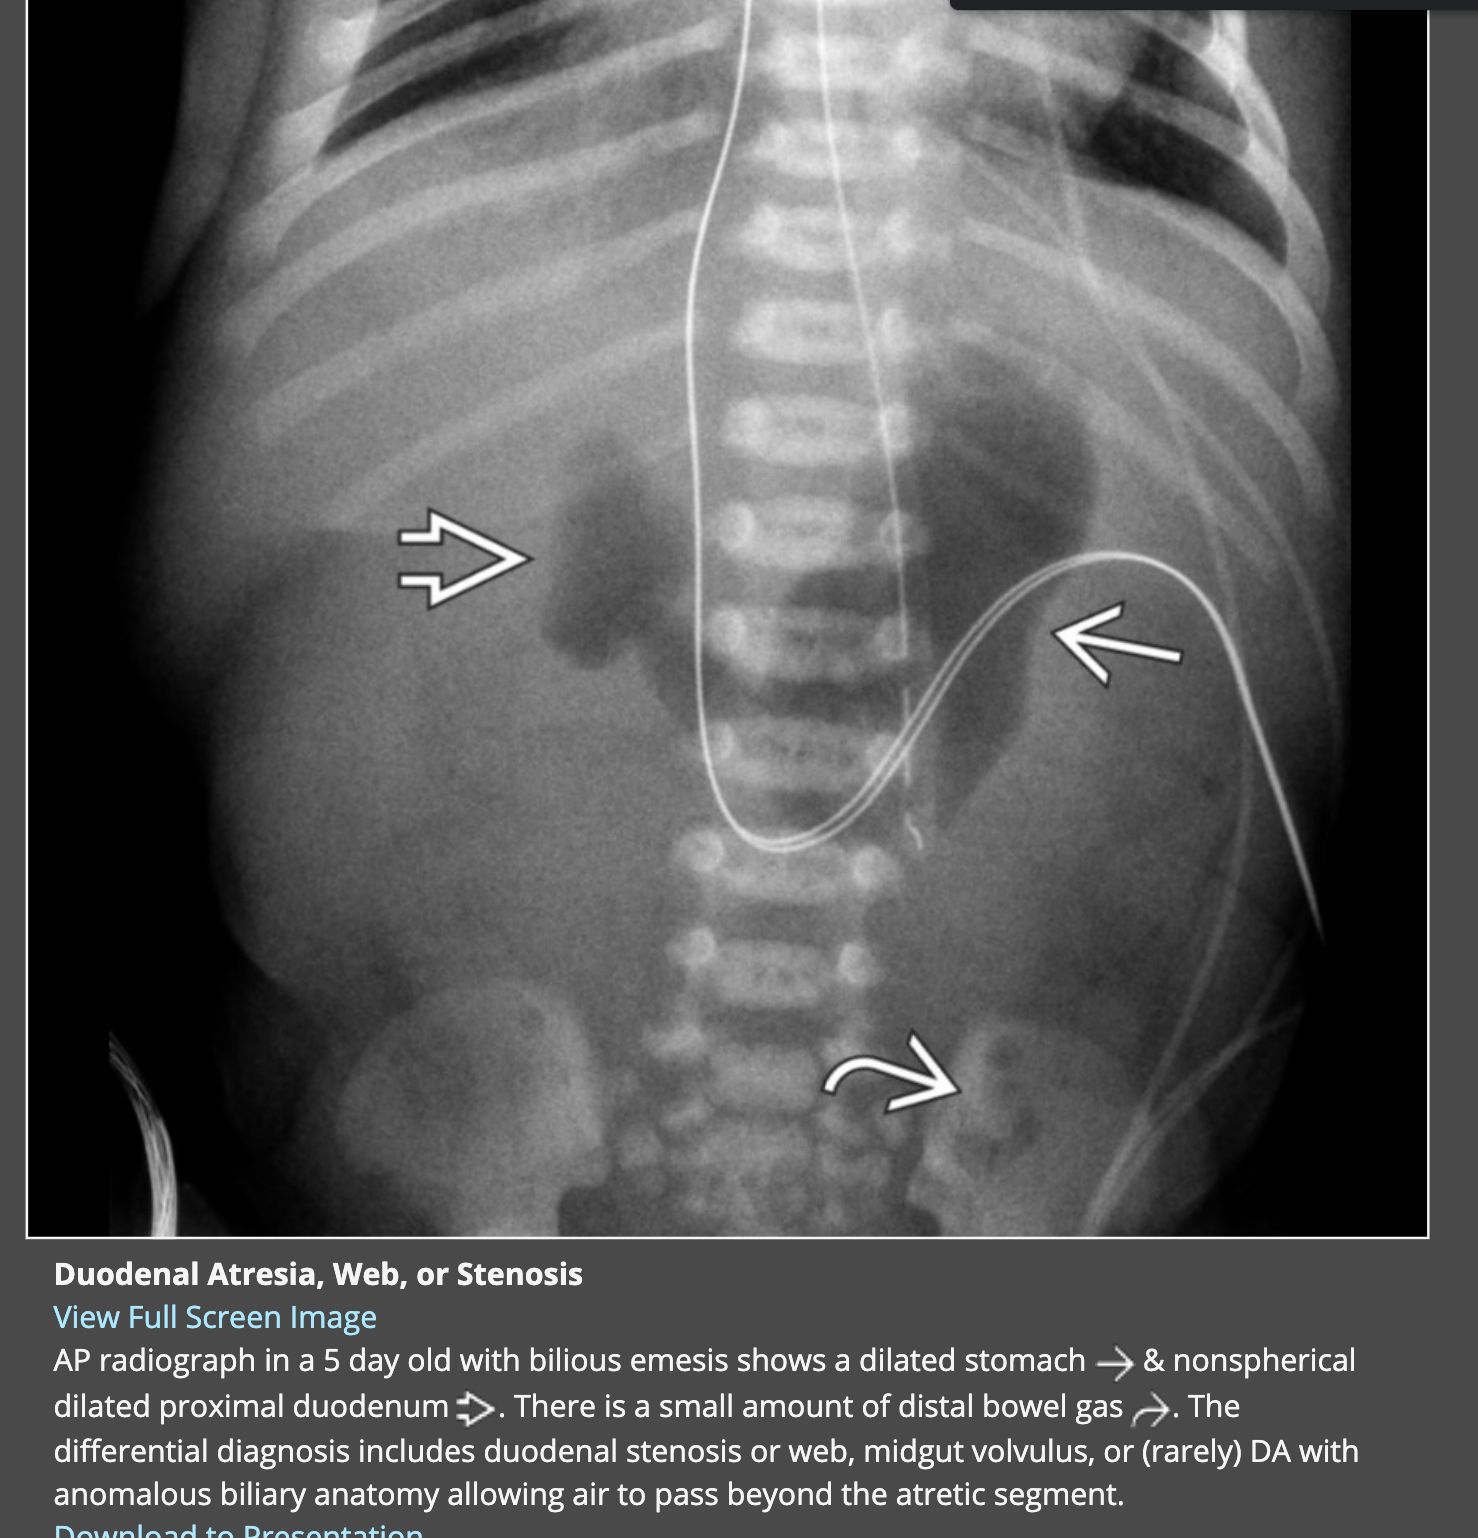 Duodenal Atresia, Web, or Stenosis
View Full Screen Image
AP radiograph in a 5 day old with bilious emesis shows a dilated stomach → & nonspherical
dilated proximal duodenum ⇨. There is a small amount of distal bowel gas ↷. The
differential diagnosis includes duodenal stenosis or web, midgut volvulus, or (rarely) DA with
anomalous biliary anatomy allowing air to pass beyond the atretic segment.
Download to Presentation